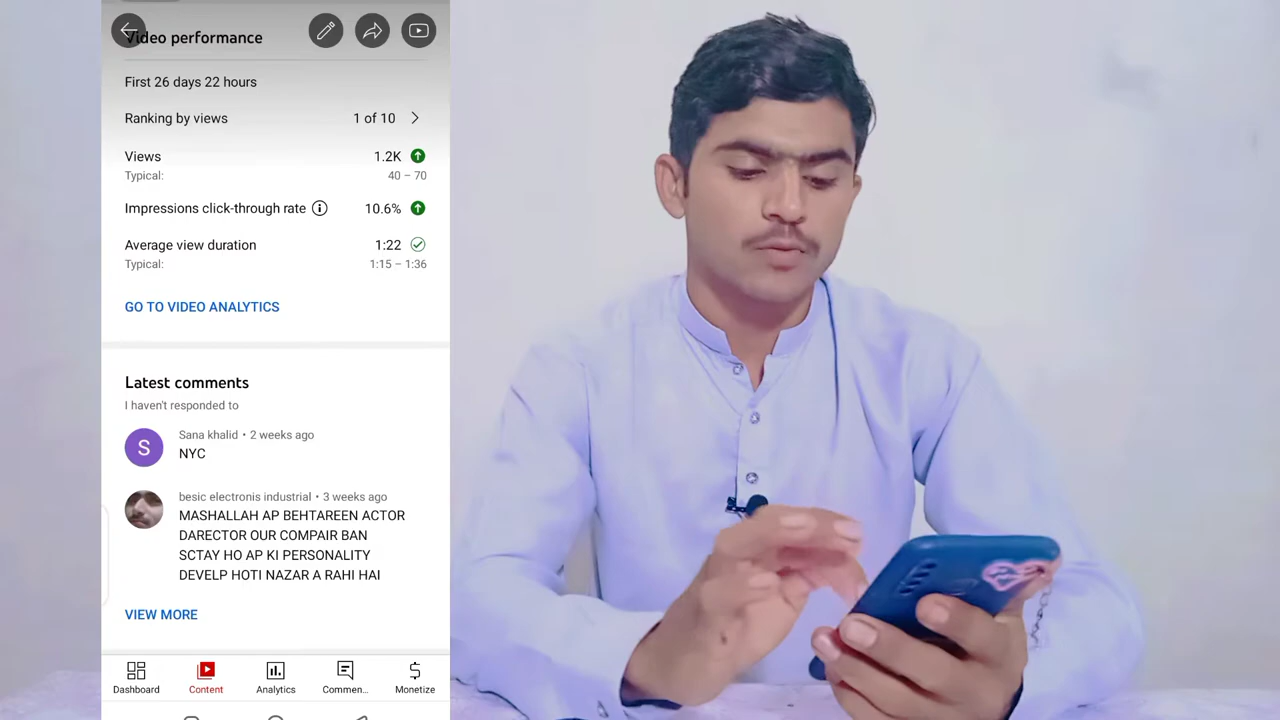 Video performance
First 26 days 22 hours
Ranking by views 1 of 10
Views 1.2K
Typical: 40 – 70
Impressions click-through rate 10.6%
Average view duration 1:22
Typical: 1:15 – 1:36
GO TO VIDEO ANALYTICS
Latest comments
I haven't responded to
S
Sana khalid • 2 weeks ago
NYC
besic electronis industrial • 3 weeks ago
MASHALLAH AP BEHTAREEN ACTOR
DARECTOR OUR COMPAIR BAN
SCTAY HO AP KI PERSONALITY
DEVELP HOTI NAZAR A RAHI HAI
VIEW MORE
Dashboard Content Analytics Commen... Monetize